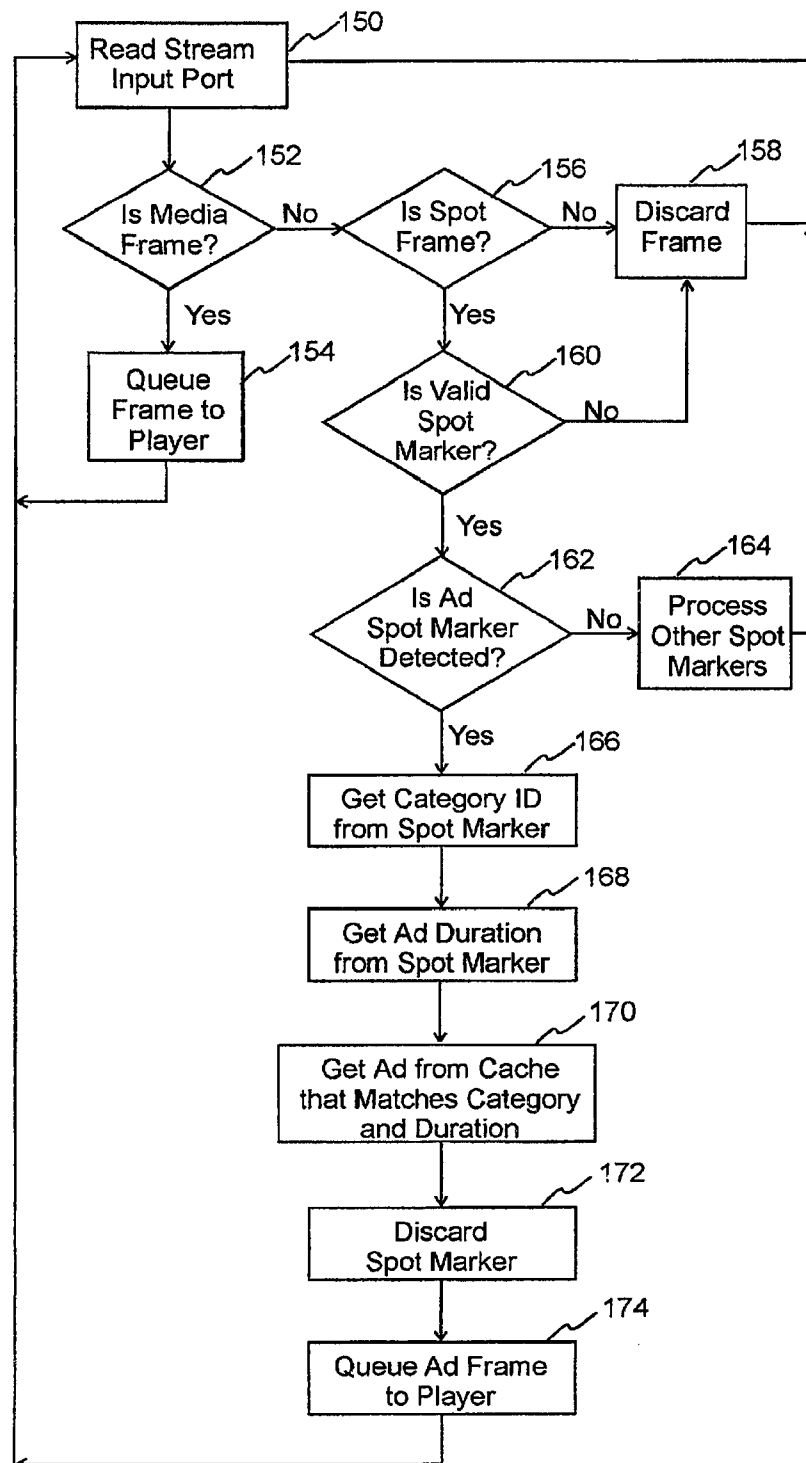 150
Read Stream
Input Port
152
Is Media
Frame?
No
156
Is Spot
Frame?
No
158
Discard
Frame
Yes
154
Queue
Frame to
Player
Yes
160
Is Valid
Spot
Marker?
No
Yes
162
Is Ad
Spot Marker
Detected?
No
164
Process
Other Spot
Markers
Yes
166
Get Category ID
from Spot Marker
168
Get Ad Duration
from Spot Marker
170
Get Ad from Cache
that Matches Category
and Duration
172
Discard
Spot Marker
174
Queue Ad Frame
to Player